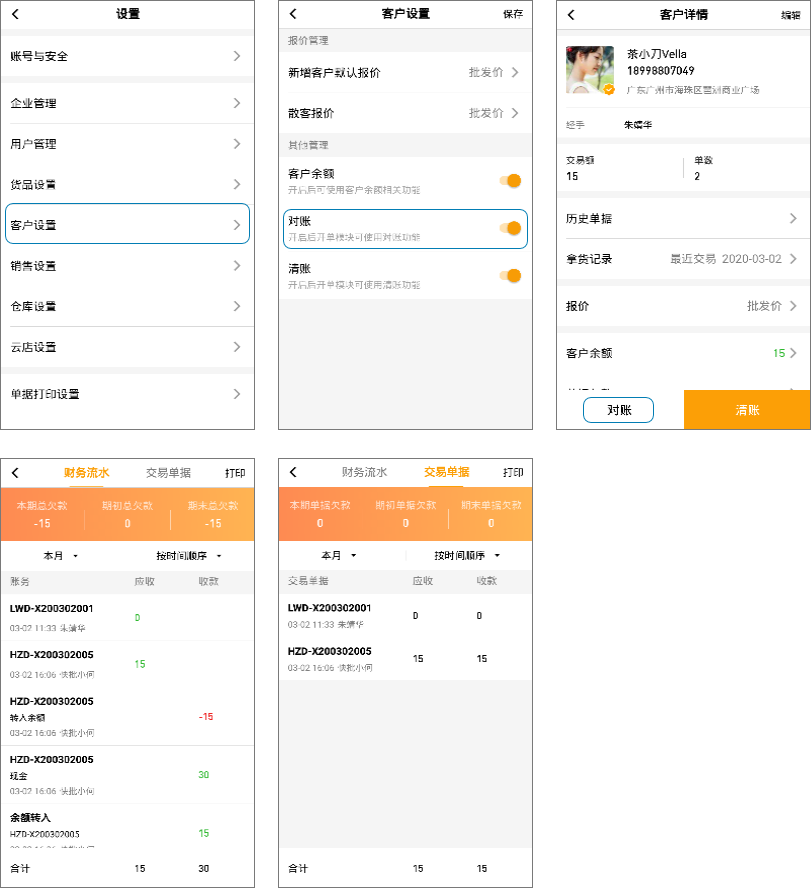 设置
账号与安全
企业管理
用户管理
货品设置
客户设置
销售设置
仓库设置
云店设置
单据打印设置
客户设置 保存
报价管理
新增客户默认报价 批发价
散客报价 批发价
其他管理
客户余额
开启后可使用客户余额相关功能
对账
开启后开单模块可使用对账功能
清账
开启后开单模块可使用清账功能
客户详情 编辑
茶小刀Vella
18998807049
广东广州市海珠区琶洲商业广场
经手 朱婧华
交易额 单数
15 2
历史单据
拿货记录 最近交易 2020-03-02
报价 批发价
客户余额 15
对账 清账
财务流水 交易单据 打印
本期总欠款 期初总欠款 期末总欠款
-15 0 -15
本月 按时间顺序
账务 应收 收款
LWD-X200302001
0
03-02 11:33 朱婧华
HZD-X200302005
15
03-02 16:06 快批小何
HZD-X200302005
转入余额 -15
03-02 16:06 快批小何
HZD-X200302005
现金 30
03-02 16:06 快批小何
余额转入
HZD-X200302005 15
合计 15 30
财务流水 交易单据 打印
本期单据欠款 期初单据欠款 期末单据欠款
0 0 0
本月 按时间顺序
交易单据 应收 收款
LWD-X200302001
0 0
03-02 11:33 朱婧华
HZD-X200302005
15 15
03-02 16:06 快批小何
合计 15 15